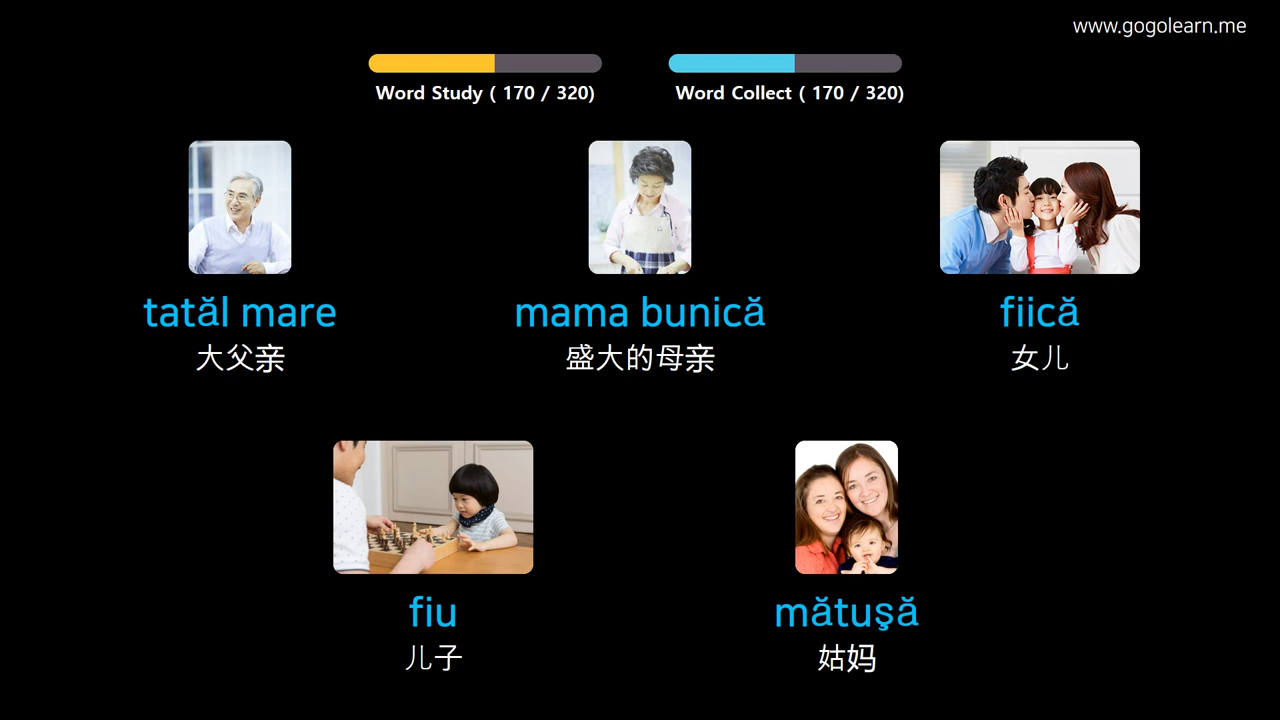 www.gogolearn.me
Word Study ( 170 / 320)
Word Collect ( 170 / 320)
tatăl mare
大父亲
mama bunică
盛大的母亲
fiică
女儿
fiu
儿子
mătuşă
姑妈